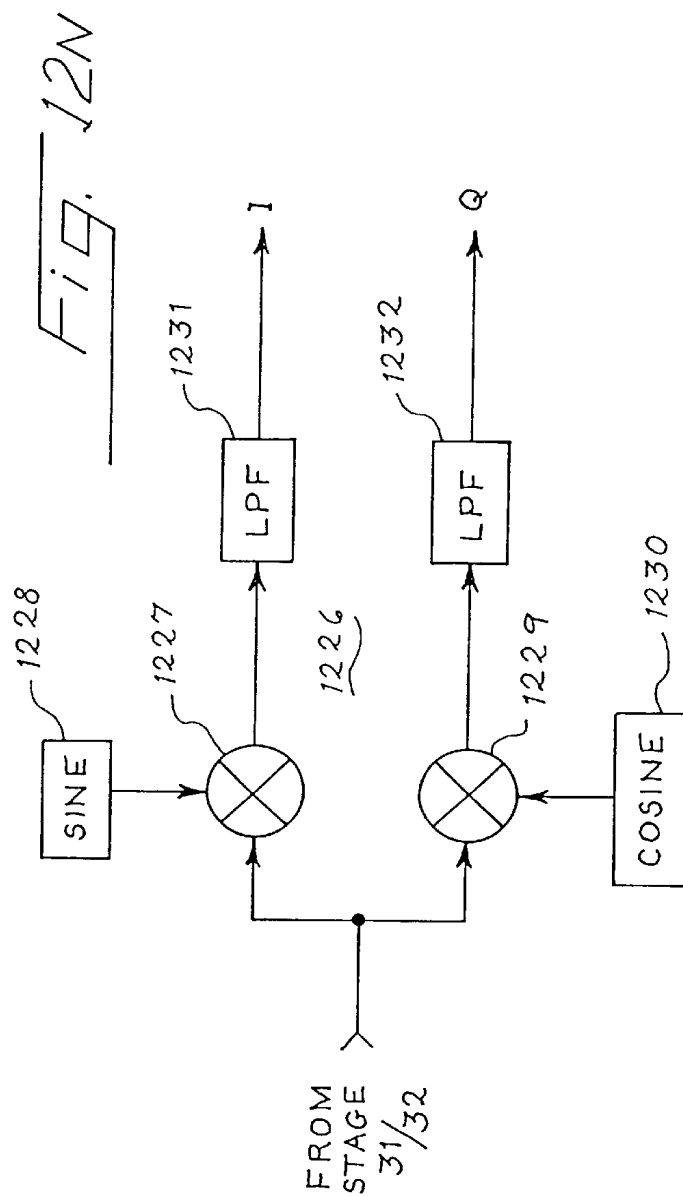 Fig. 12N
SINE
1228
1227
LPF
1231
I
1226
FROM
STAGE
31/32
1229
LPF
1232
Q
COSINE
1230